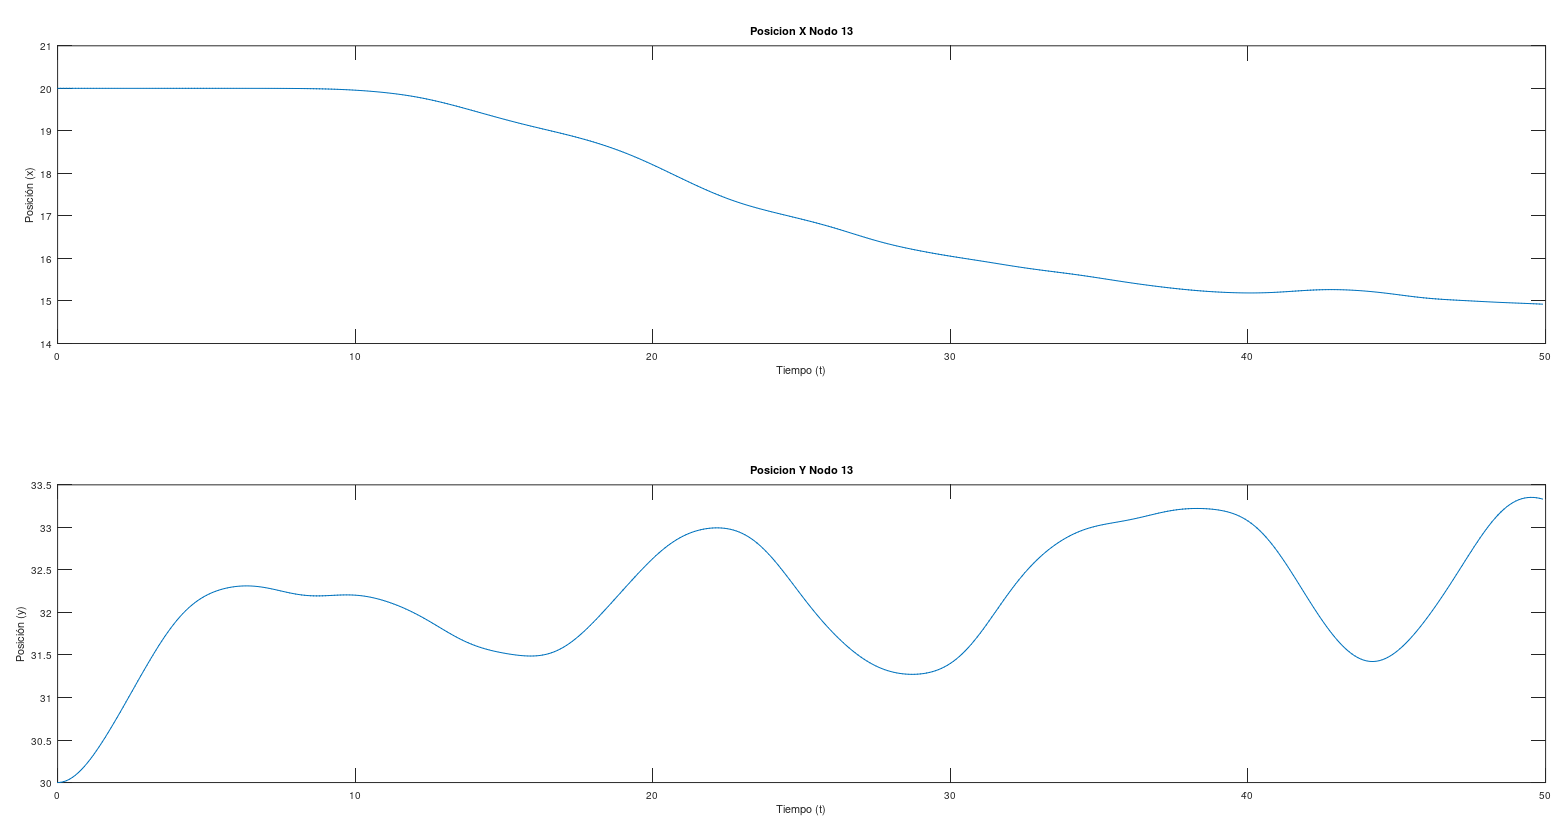 Posicion X Nodo 13
21
20
19
18
17
16
15
14
Posición (x)
0 10 20 30 40 50
Tiempo (t)
Posicion Y Nodo 13
33.5
33
32.5
32
31.5
31
30.5
30
Posición (y)
0 10 20 30 40 50
Tiempo (t)